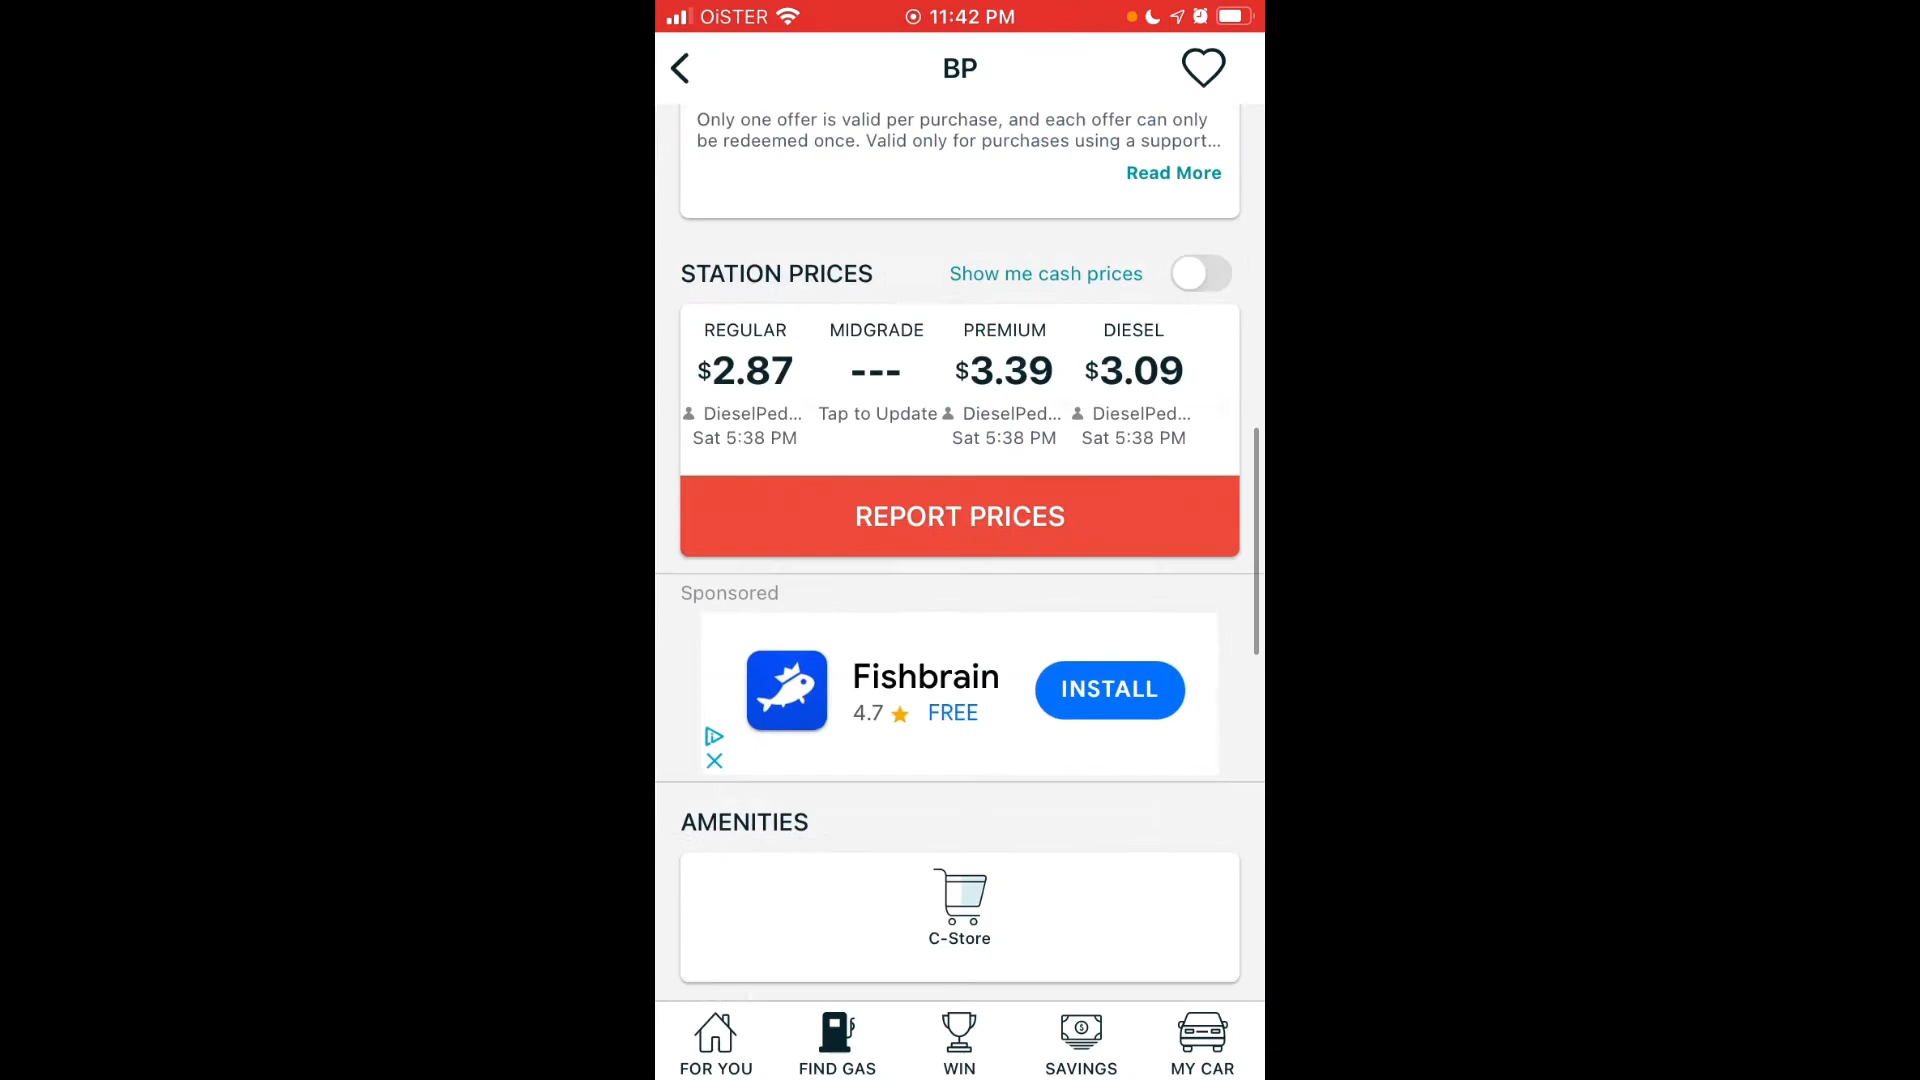 OiSTER 11:42 PM
BP
Only one offer is valid per purchase, and each offer can only
be redeemed once. Valid only for purchases using a support...
Read More
STATION PRICES Show me cash prices
REGULAR MIDGRADE PREMIUM DIESEL
$2.87 --- $3.39 $3.09
DieselPed... Tap to Update DieselPed... DieselPed...
Sat 5:38 PM Sat 5:38 PM Sat 5:38 PM
REPORT PRICES
Sponsored
Fishbrain
4.7 FREE
INSTALL
AMENITIES
C-Store
FOR YOU FIND GAS WIN SAVINGS MY CAR